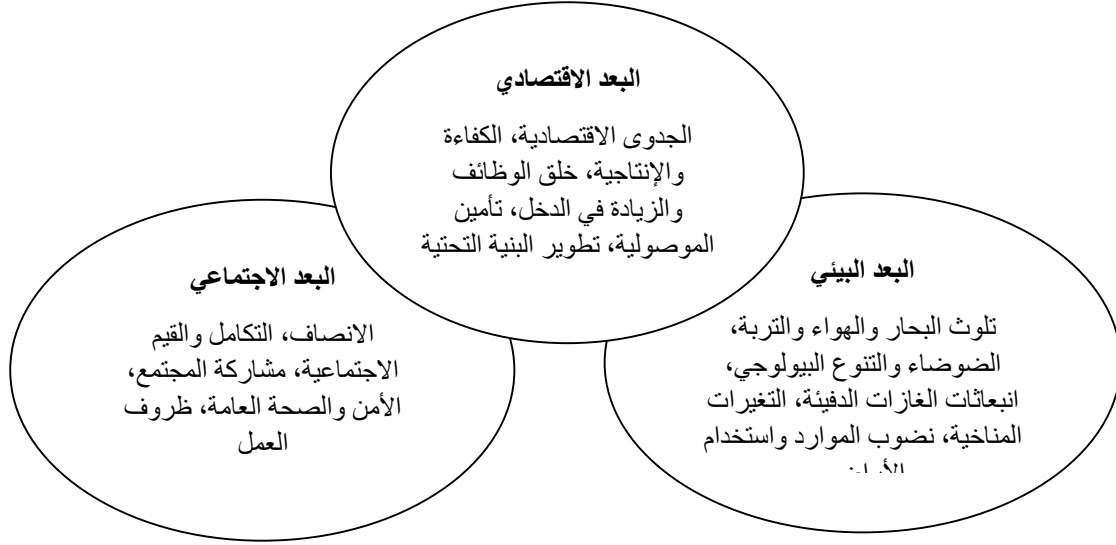 البعد الاقتصادي
الجدوى الاقتصادية، الكفاءة
والإنتاجية، خلق الوظائف
والزيادة في الدخل، تأمين
الموصولية، تطوير البنية التحتية
البعد البيئي
تلوث البحار والهواء والتربة،
الضوضاء والتنوع البيولوجي،
انبعاثات الغازات الدفيئة، التغيرات
المناخية، نضوب الموارد واستخدام
البعد الاجتماعي
الانصاف، التكامل والقيم
الاجتماعية، مشاركة المجتمع،
الأمن والصحة العامة، ظروف
العمل